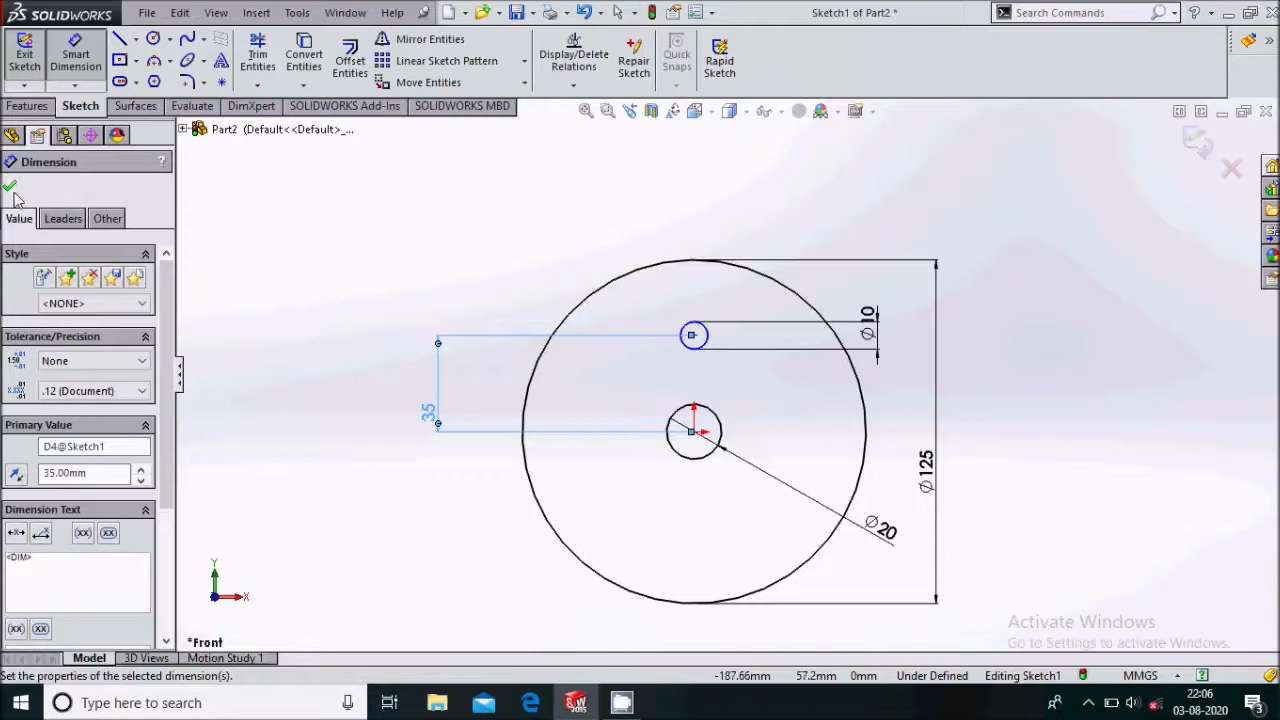 SOLIDWORKS File Edit View Insert Tools Window Help Sketch1 of Part2 * Search Commands
Exit Sketch Smart Dimension Trim Entities Convert Entities Offset Entities Mirror Entities Linear Sketch Pattern Move Entities Display/Delete Relations Repair Sketch Quick Snaps Rapid Sketch
Features Sketch Surfaces Evaluate DimXpert SOLIDWORKS Add-Ins SOLIDWORKS MBD
Part2 (Default<<Default>_...
Dimension ?
Value Leaders Other
Style
<NONE>
Tolerance/Precision
None
.12 (Document)
Primary Value
D4@Sketch1
35.00mm
Dimension Text
<DIM>
35
Ø10
Ø125
Ø20
Y
X
*Front
Activate Windows
Go to Settings to activate Windows.
Model 3D Views Motion Study 1
Set the properties of the selected dimension(s). -187.66mm 57.2mm 0mm Under Defined Editing Sketch1 MMGS
Type here to search
22:06
03-08-2020
3